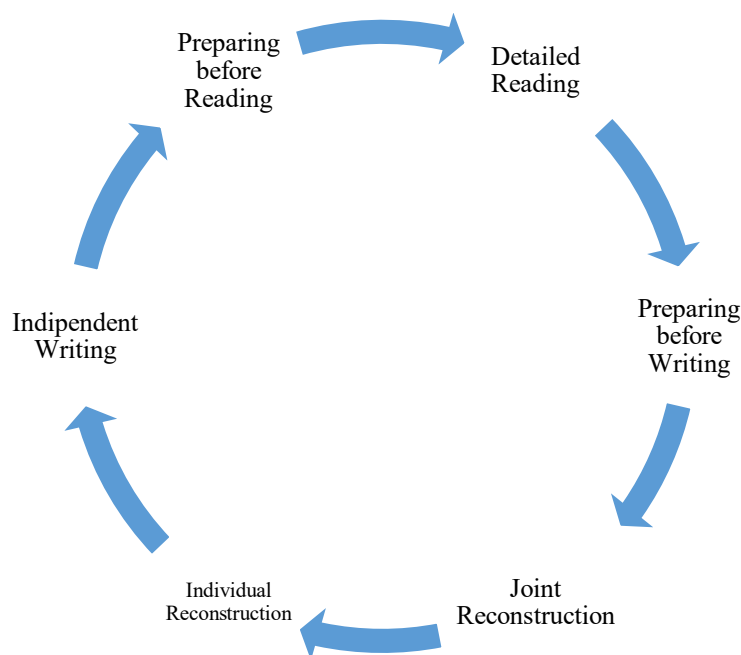 Preparing
before
Reading
Detailed
Reading
Preparing
before
Writing
Joint
Reconstruction
Individual
Reconstruction
Indipendent
Writing